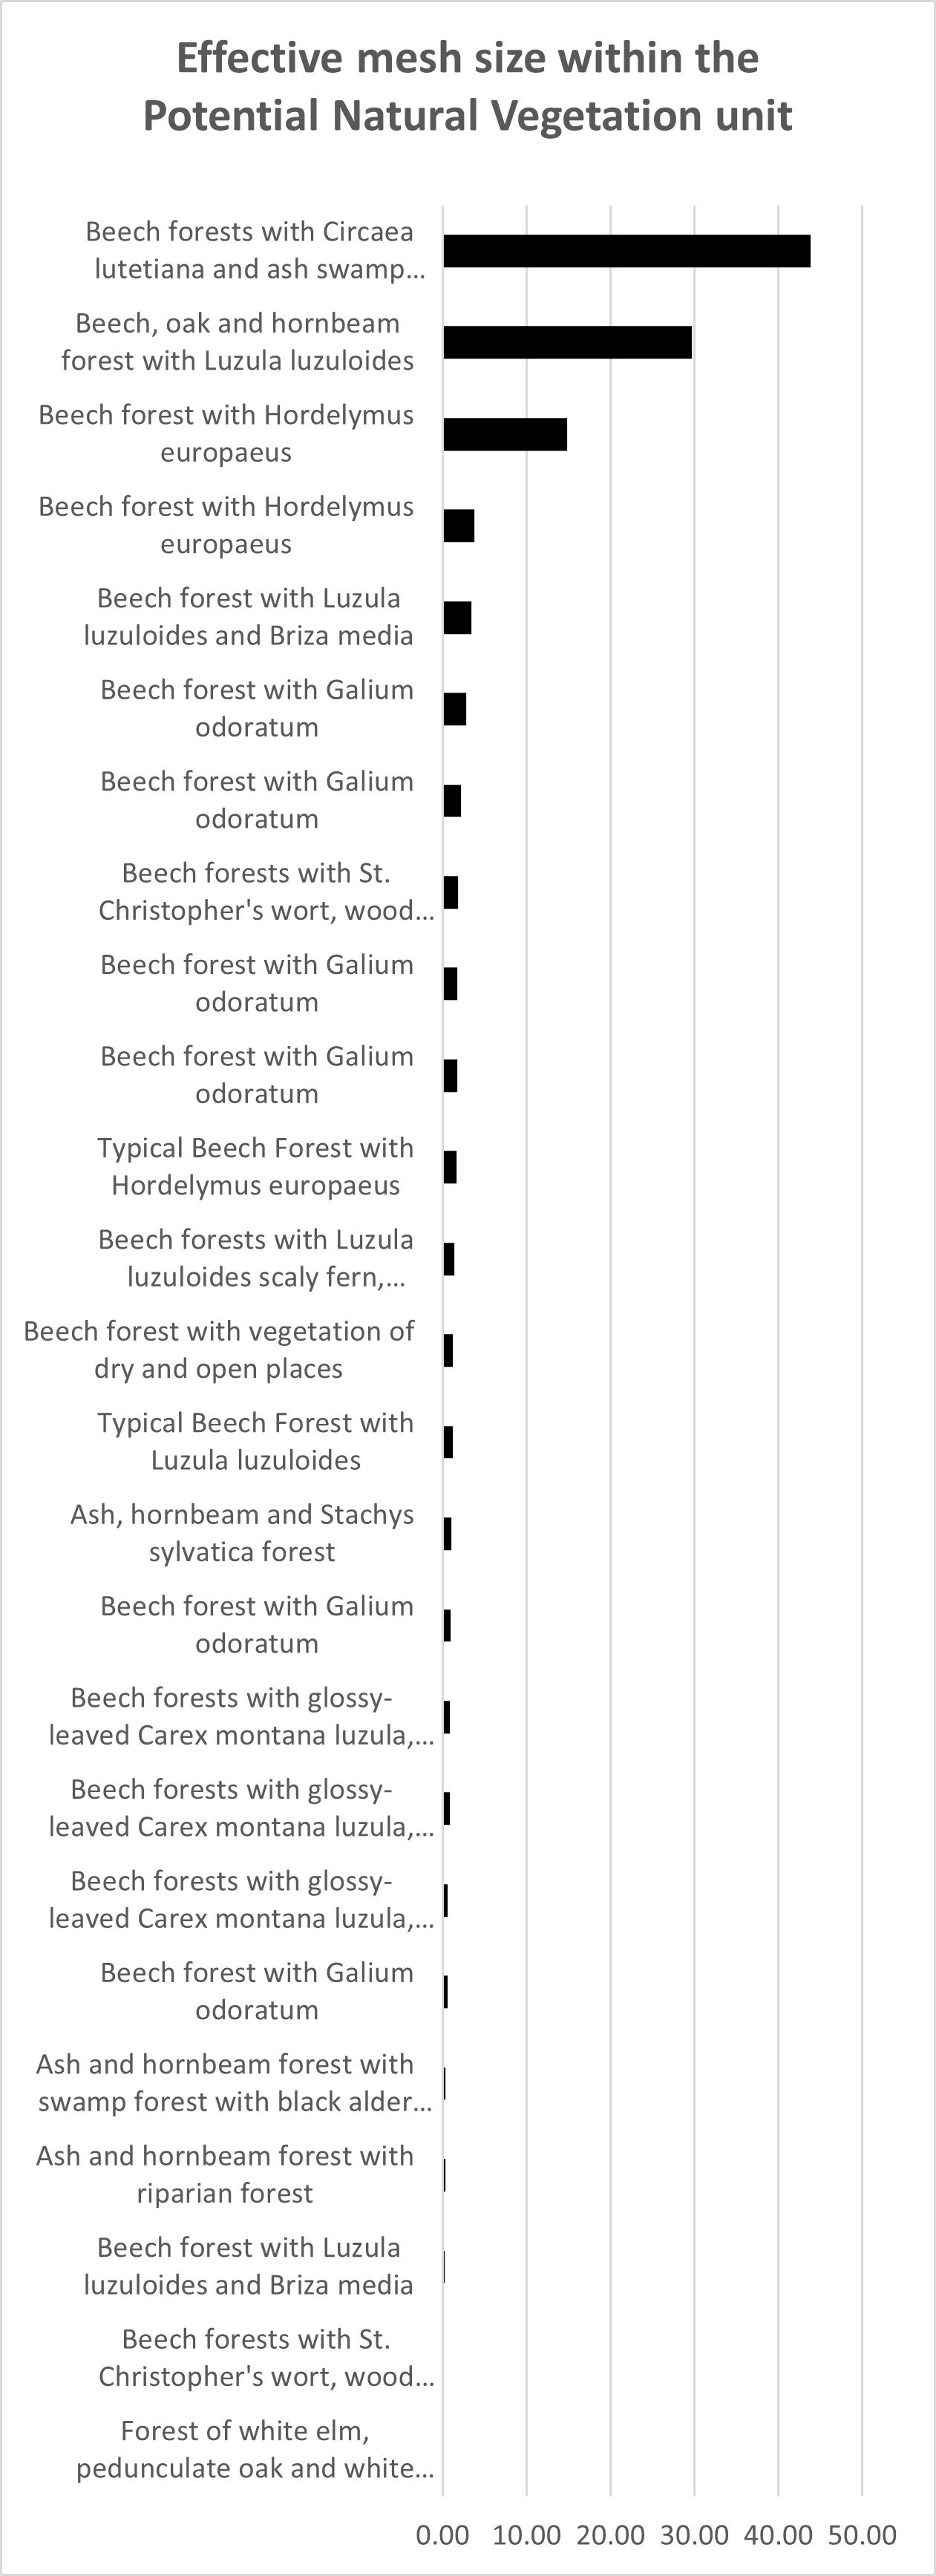 Effective mesh size within the
Potential Natural Vegetation unit
Beech forests with Circaea
lutetiana and ash swamp...
Beech, oak and hornbeam
forest with Luzula luzuloides
Beech forest with Hordelymus
europaeus
Beech forest with Hordelymus
europaeus
Beech forest with Luzula
luzuloides and Briza media
Beech forest with Galium
odoratum
Beech forest with Galium
odoratum
Beech forests with St.
Christopher's wort, wood...
Beech forest with Galium
odoratum
Beech forest with Galium
odoratum
Typical Beech Forest with
Hordelymus europaeus
Beech forests with Luzula
luzuloides scaly fern,...
Beech forest with vegetation of
dry and open places
Typical Beech Forest with
Luzula luzuloides
Ash, hornbeam and Stachys
sylvatica forest
Beech forest with Galium
odoratum
Beech forests with glossy-
leaved Carex montana luzula,...
Beech forests with glossy-
leaved Carex montana luzula,...
Beech forests with glossy-
leaved Carex montana luzula,...
Beech forest with Galium
odoratum
Ash and hornbeam forest with
swamp forest with black alder...
Ash and hornbeam forest with
riparian forest
Beech forest with Luzula
luzuloides and Briza media
Beech forests with St.
Christopher's wort, wood...
Forest of white elm,
pedunculate oak and white...
0.00 10.00 20.00 30.00 40.00 50.00